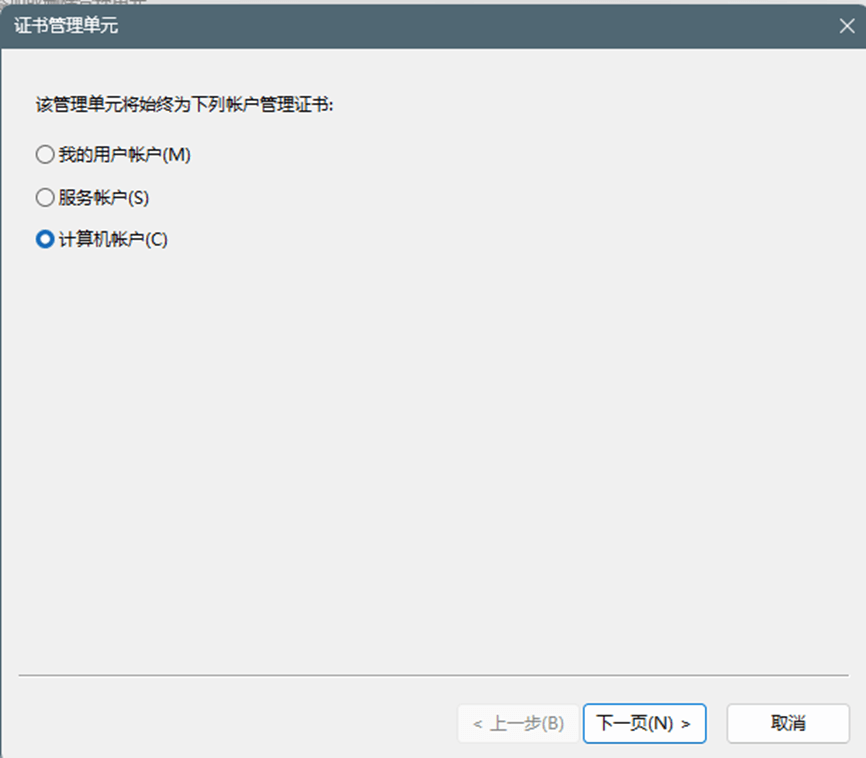 证书管理单元
该管理单元将始终为下列帐户管理证书:
我的用户帐户(M)
服务帐户(S)
计算机帐户(C)
< 上一步(B) 下一页(N) > 取消